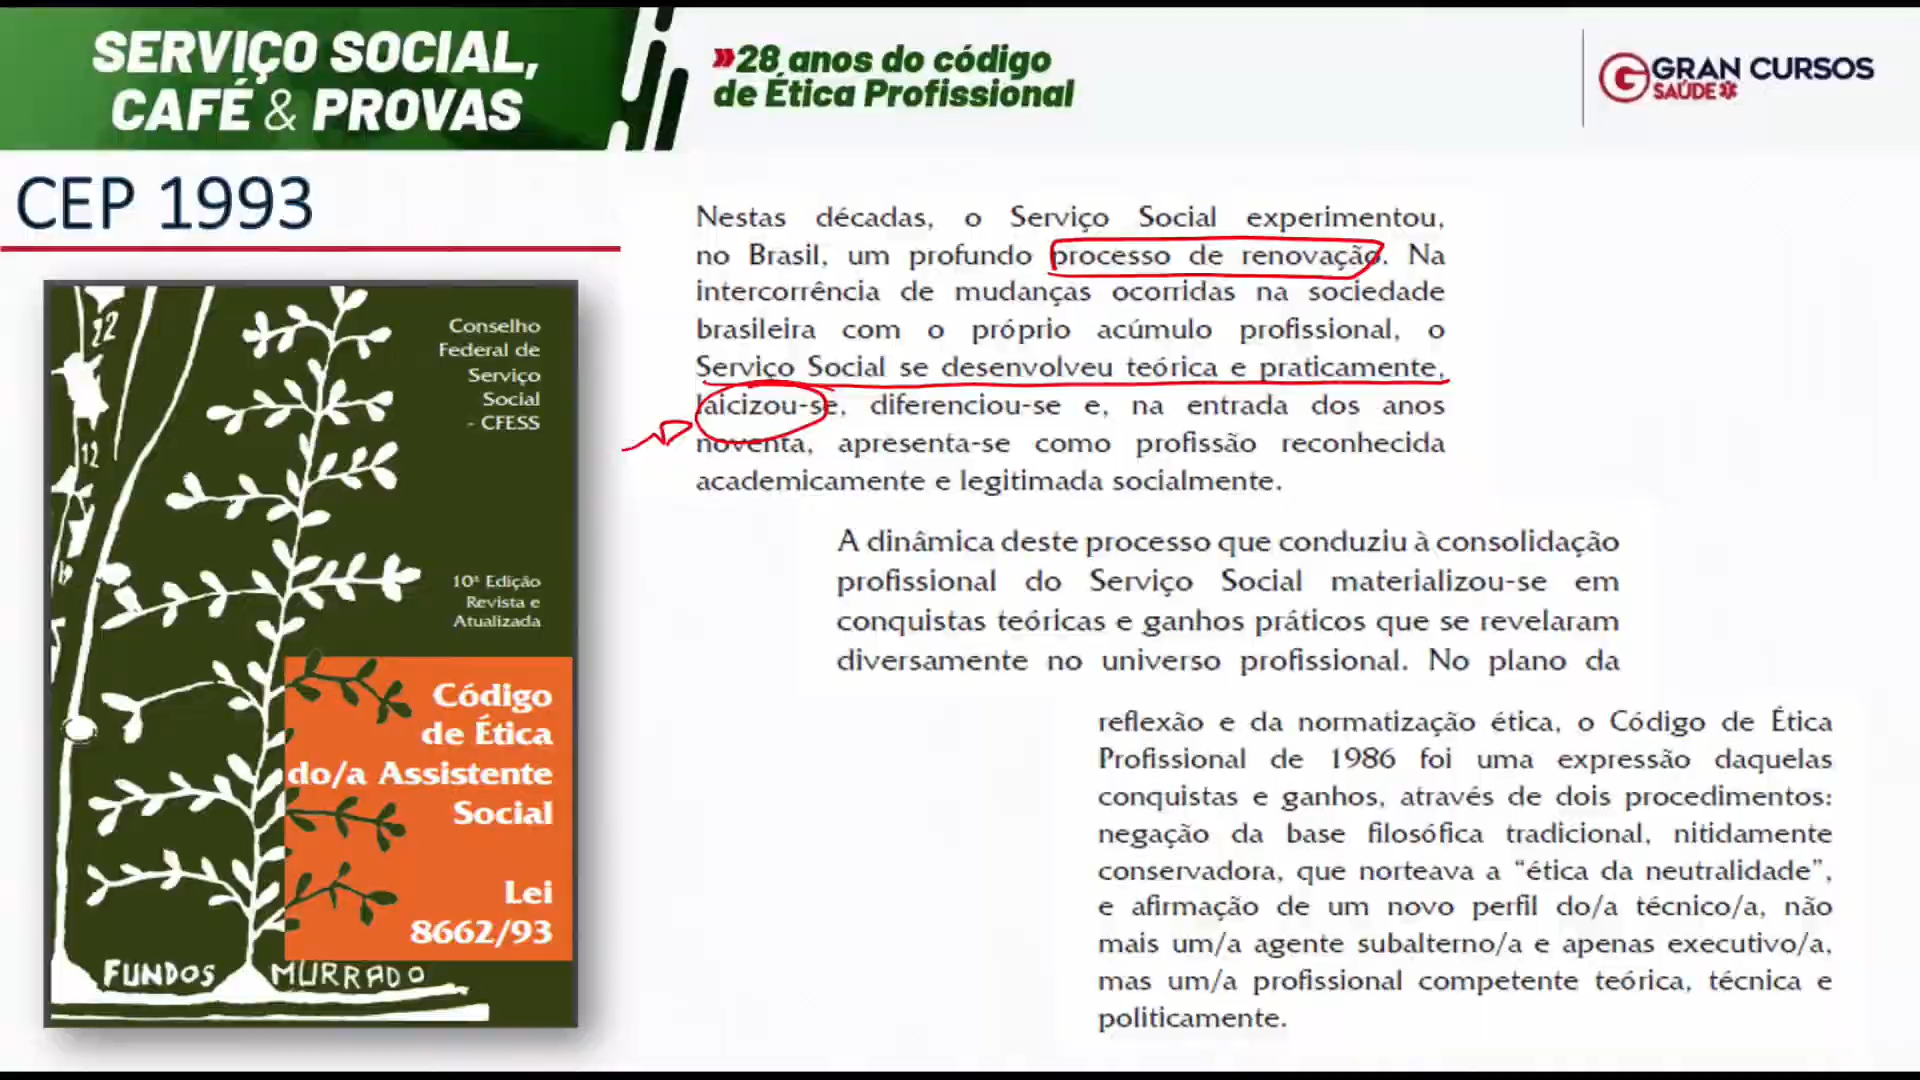 SERVIÇO SOCIAL,
CAFÉ & PROVAS
»28 anos do código
de Ética Profissional
GRAN CURSOS
SAÚDE
CEP 1993
Nestas décadas, o Serviço Social experimentou,
no Brasil, um profundo processo de renovação. Na
intercorrência de mudanças ocorridas na sociedade
brasileira com o próprio acúmulo profissional, o
Serviço Social se desenvolveu teórica e praticamente,
laicizou-se, diferenciou-se e, na entrada dos anos
noventa, apresenta-se como profissão reconhecida
academicamente e legitimada socialmente.
A dinâmica deste processo que conduziu à consolidação
profissional do Serviço Social materializou-se em
conquistas teóricas e ganhos práticos que se revelaram
diversamente no universo profissional. No plano da
reflexão e da normatização ética, o Código de Ética
Profissional de 1986 foi uma expressão daquelas
conquistas e ganhos, através de dois procedimentos:
negação da base filosófica tradicional, nitidamente
conservadora, que norteava a “ética da neutralidade”,
e afirmação de um novo perfil do/a técnico/a, não
mais um/a agente subalterno/a e apenas executivo/a,
mas um/a profissional competente teórica, técnica e
politicamente.
22
12
Conselho
Federal de
Serviço
Social
- CFESS
10ª Edição
Revista e
Atualizada
Código
de Ética
do/a Assistente
Social
Lei
8662/93
FUNDOS MURRADO